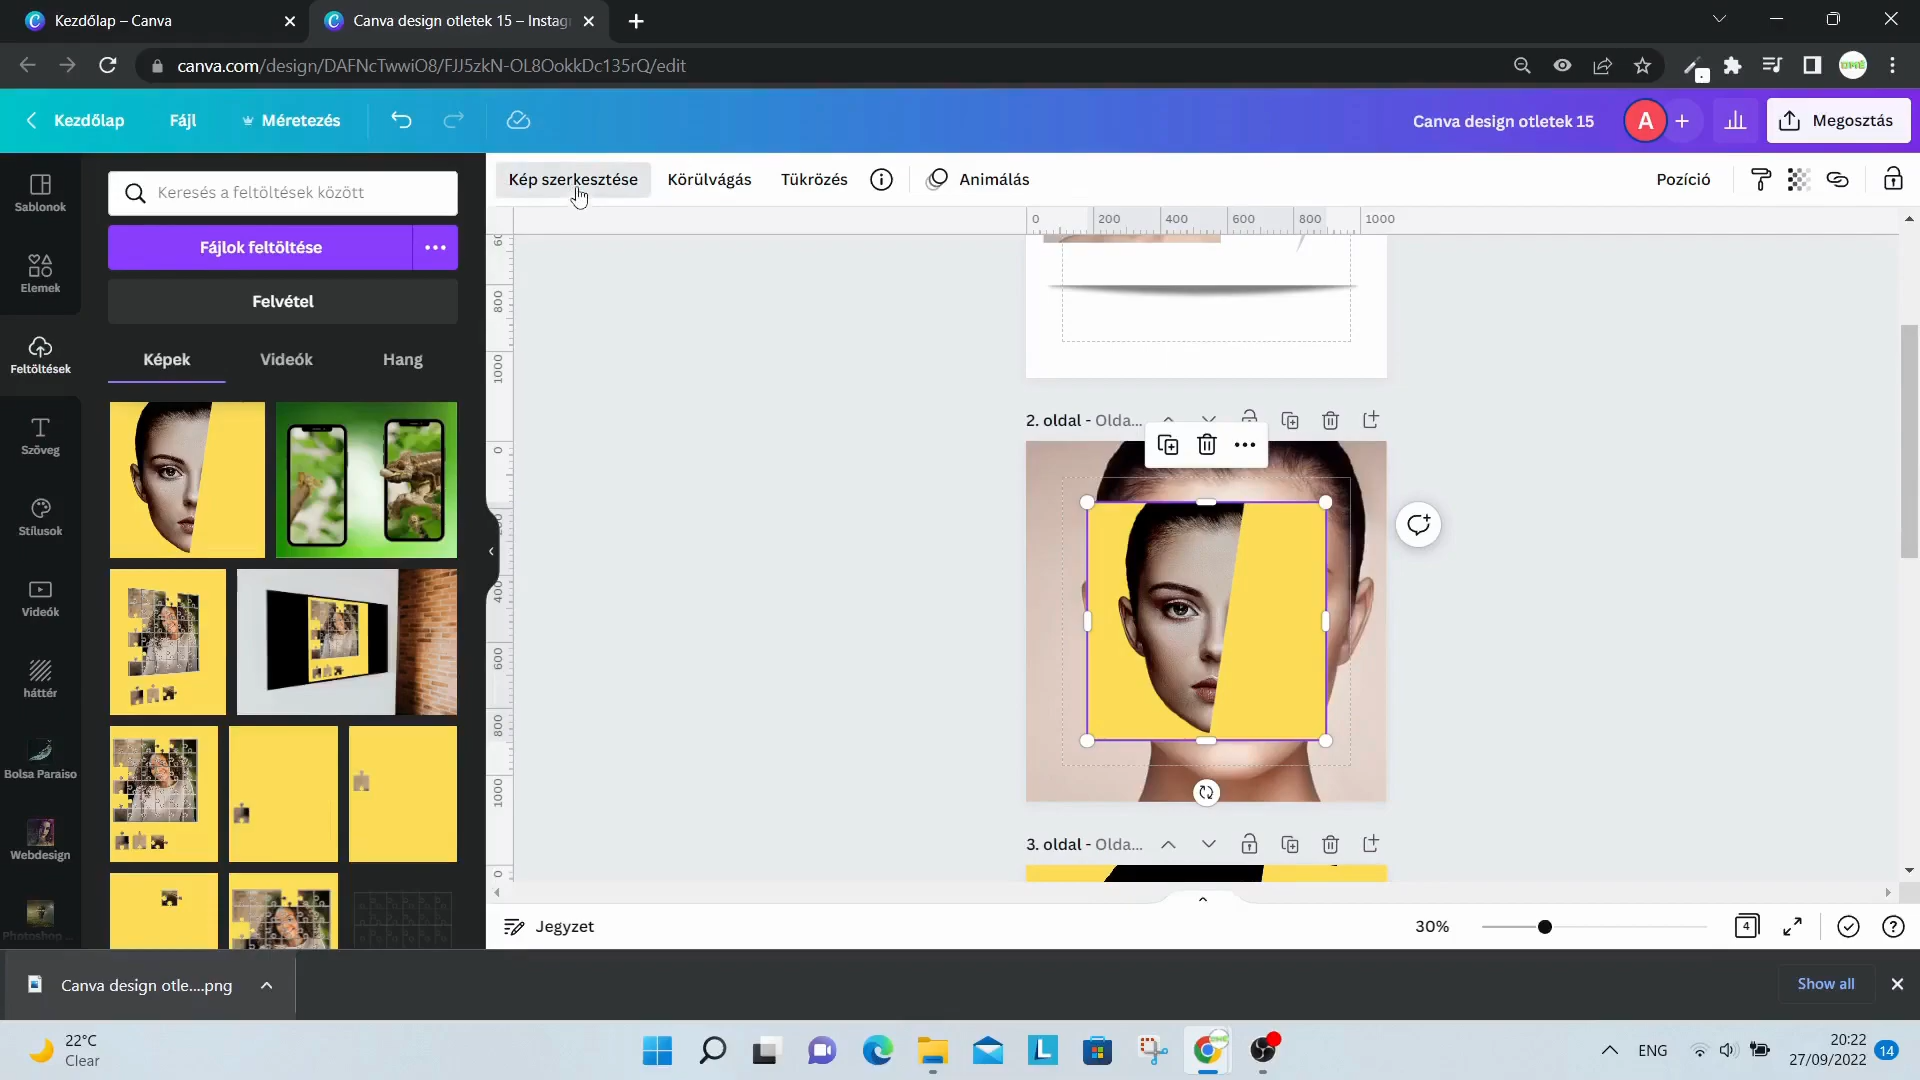 Kezdőlap – Canva
Canva design otletek 15 – Instag
canva.com/design/DAFNcTwwiO8/FJJ5zkN-OL8OokkDc135rQ/edit
Kezdőlap
Fájl
Méretezés
Canva design otletek 15
A
Megosztás
Sablonok
Elemek
Feltöltések
Szöveg
Stílusok
Videók
háttér
Bolsa Paraiso
Webdesign
Photoshop ...
Keresés a feltöltések között
Fájlok feltöltése
Felvétel
Képek
Videók
Hang
Kép szerkesztése
Körülvágás
Tükrözés
Animálás
Pozíció
0 200 400 600 800 1000
800
1000
0
400
600
800
1000
0
2. oldal - Olda...
3. oldal - Olda...
Jegyzet
30%
4
Canva design otle....png
Show all
22°C
Clear
ENG
20:22
27/09/2022
14